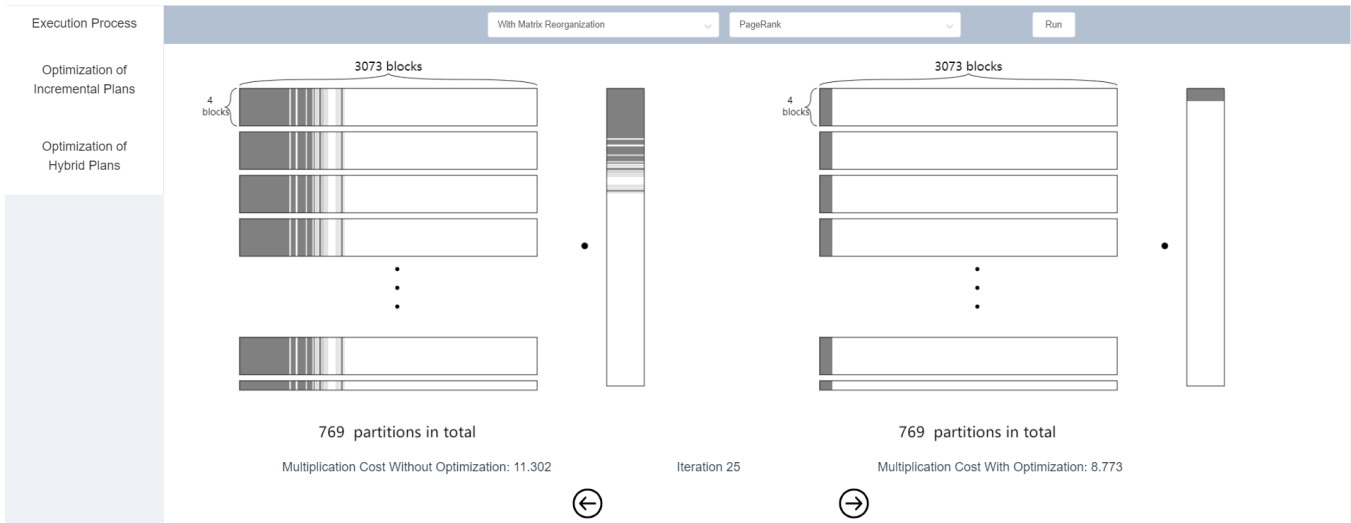 Execution Process
With Matrix Reorganization
PageRank
Run
Optimization of
Incremental Plans
Optimization of
Hybrid Plans
3073 blocks
4
blocks
769 partitions in total
3073 blocks
4
blocks
769 partitions in total
Multiplication Cost Without Optimization: 11.302
Iteration 25
Multiplication Cost With Optimization: 8.773